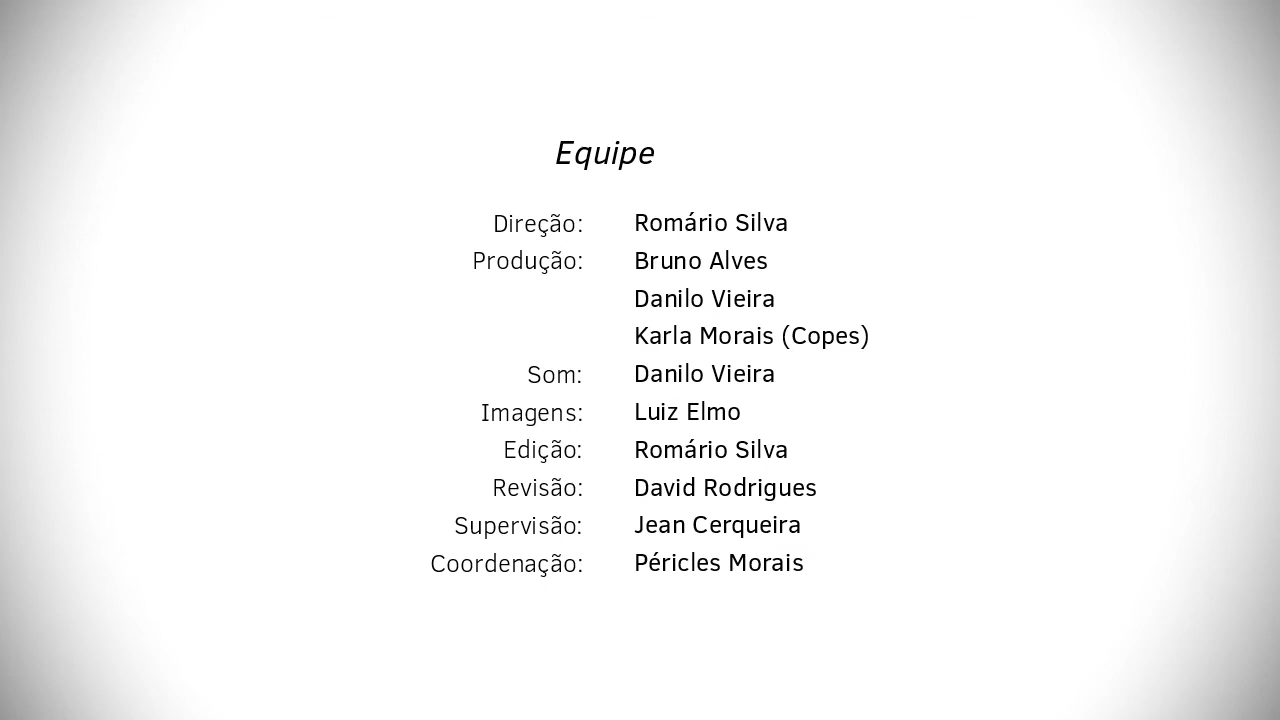 Equipe
Direção: Romário Silva
Produção: Bruno Alves
Danilo Vieira
Karla Morais (Copes)
Som: Danilo Vieira
Imagens: Luiz Elmo
Edição: Romário Silva
Revisão: David Rodrigues
Supervisão: Jean Cerqueira
Coordenação: Péricles Morais